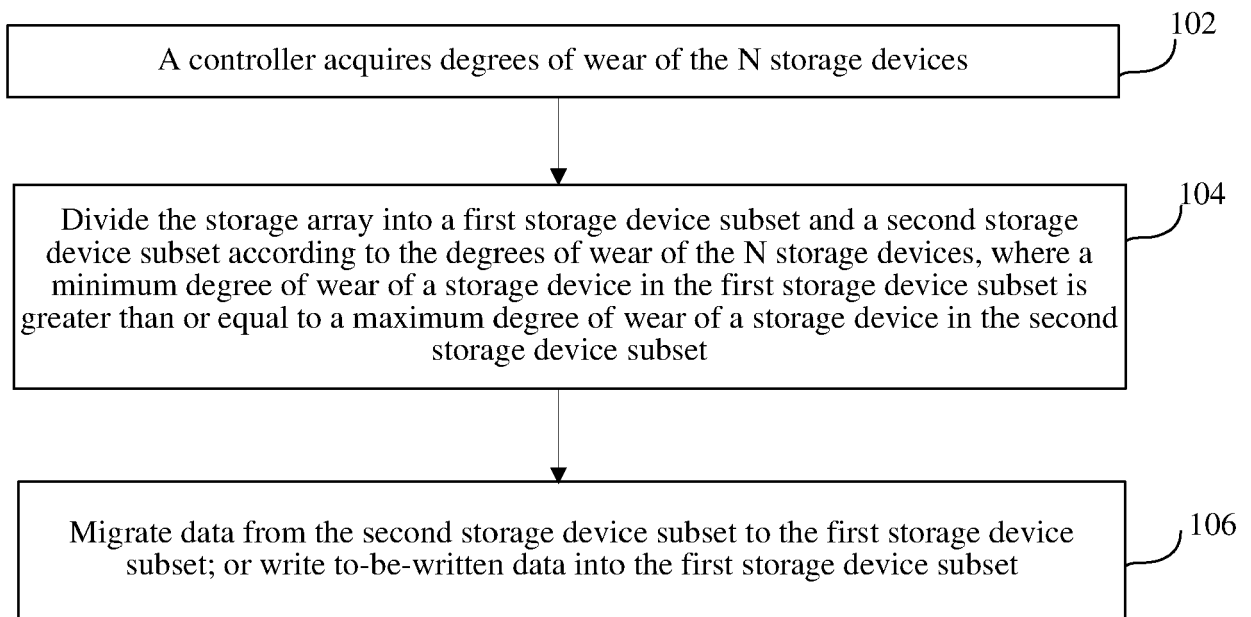 102
A controller acquires degrees of wear of the N storage devices
104
Divide the storage array into a first storage device subset and a second storage
device subset according to the degrees of wear of the N storage devices, where a
minimum degree of wear of a storage device in the first storage device subset is
greater than or equal to a maximum degree of wear of a storage device in the second
storage device subset
106
Migrate data from the second storage device subset to the first storage device
subset; or write to-be-written data into the first storage device subset